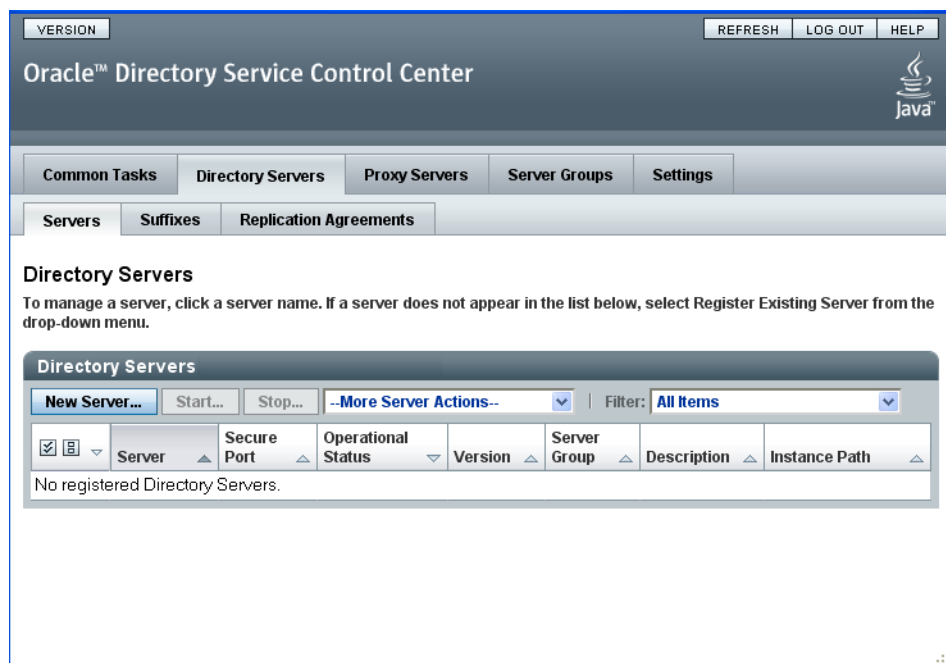 VERSION REFRESH LOG OUT HELP
Oracle™ Directory Service Control Center
Java™
Common Tasks Directory Servers Proxy Servers Server Groups Settings
Servers Suffixes Replication Agreements
Directory Servers
To manage a server, click a server name. If a server does not appear in the list below, select Register Existing Server from the
drop-down menu.
Directory Servers
New Server... Start... Stop... --More Server Actions-- | Filter: All Items
Server Secure Port Operational Status Version Server Group Description Instance Path
No registered Directory Servers.